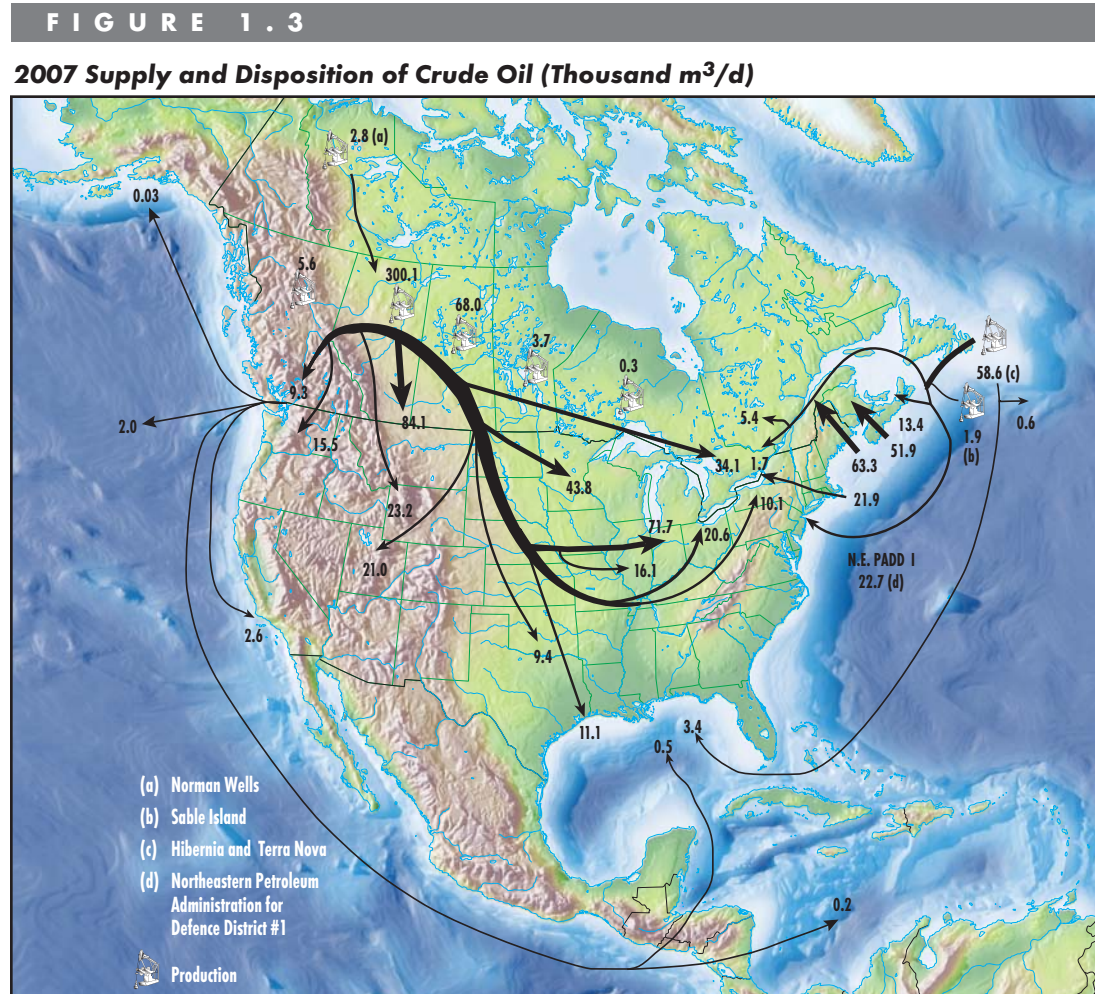 FIGURE 1.3
2007 Supply and Disposition of Crude Oil (Thousand m³/d)
2.8 (a)
0.03
5.6
300.1
68.0
3.7
0.3
58.6 (c)
9.3
84.1
5.4
13.4
0.6
2.0
15.5
1.9
(b)
51.9
34.1
1.7
63.3
43.8
23.2
10.1
21.9
71.7
20.6
21.0
16.1
N.E. PADD I
22.7 (d)
2.6
9.4
11.1
3.4
0.5
(a) Norman Wells
(b) Sable Island
(c) Hibernia and Terra Nova
(d) Northeastern Petroleum
Administration for
Defence District #1
0.2
Production